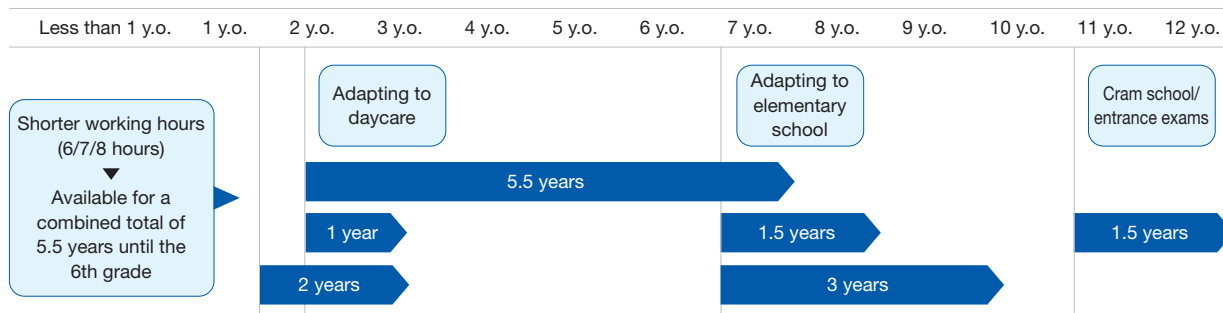 Less than 1 y.o. 1 y.o. 2 y.o. 3 y.o. 4 y.o. 5 y.o. 6 y.o. 7 y.o. 8 y.o. 9 y.o. 10 y.o. 11 y.o. 12 y.o.
Shorter working hours
(6/7/8 hours)
Available for a
combined total of
5.5 years until the
6th grade
Adapting to
daycare
Adapting to
elementary
school
Cram school/
entrance exams
5.5 years
1 year 1.5 years 1.5 years
2 years 3 years